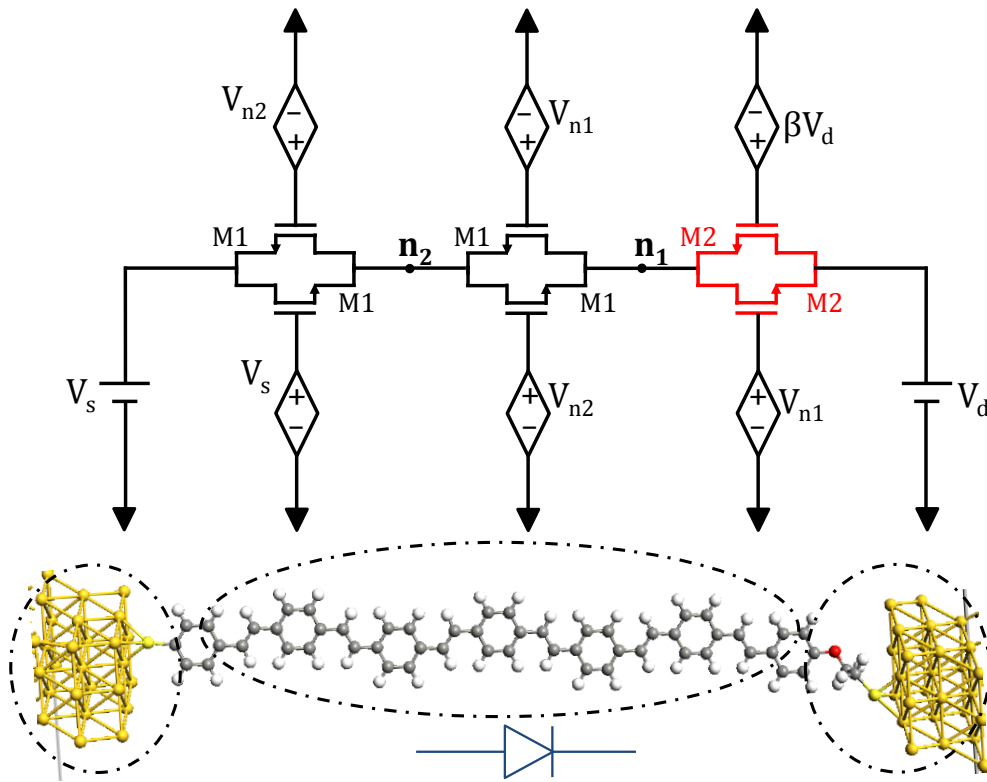 Vn2
Vn1
βVd
− + − + − +
M1 M1 M2
n2 n1
M1 M1 M2
Vs
Vs
Vn2
Vn1
Vd
+ − + − + −